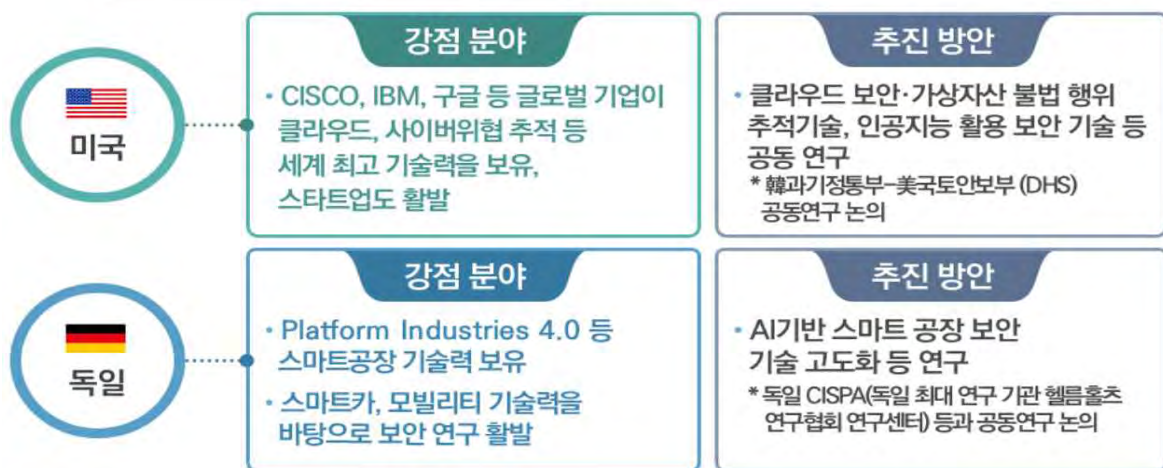 미국
강점 분야
• CISCO, IBM, 구글 등 글로벌 기업이
클라우드, 사이버위협 추적 등
세계 최고 기술력을 보유,
스타트업도 활발
추진 방안
• 클라우드 보안·가상자산 불법 행위
추적기술, 인공지능 활용 보안 기술 등
공동 연구
* 韓과기정통부-美국토안보부 (DHS)
공동연구 논의
독일
강점 분야
• Platform Industries 4.0 등
스마트공장 기술력 보유
• 스마트카, 모빌리티 기술력을
바탕으로 보안 연구 활발
추진 방안
• AI기반 스마트 공장 보안
기술 고도화 등 연구
* 독일 CISPA(독일 최대 연구 기관 헬름홀츠
연구협회 연구센터) 등과 공동연구 논의